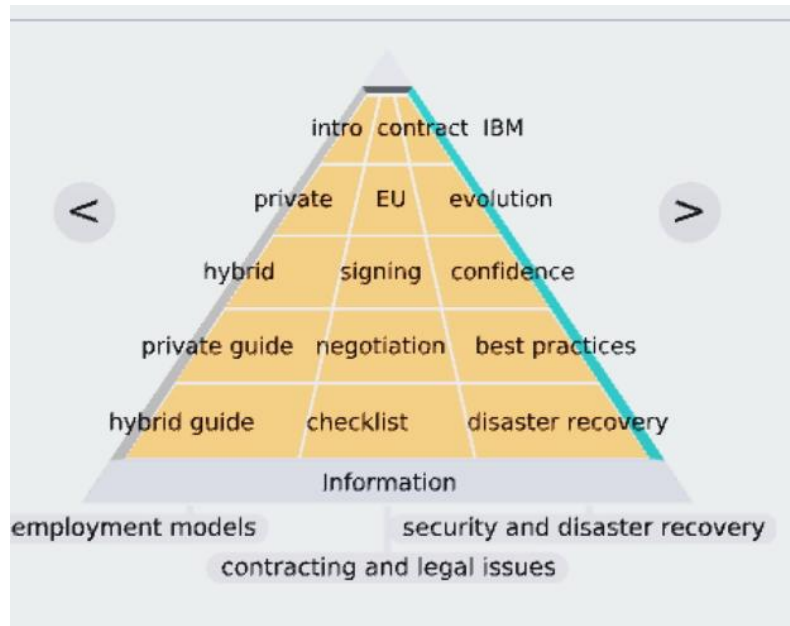 intro contract IBM
< private EU evolution >
hybrid signing confidence
private guide negotiation best practices
hybrid guide checklist disaster recovery
Information
employment models security and disaster recovery
contracting and legal issues